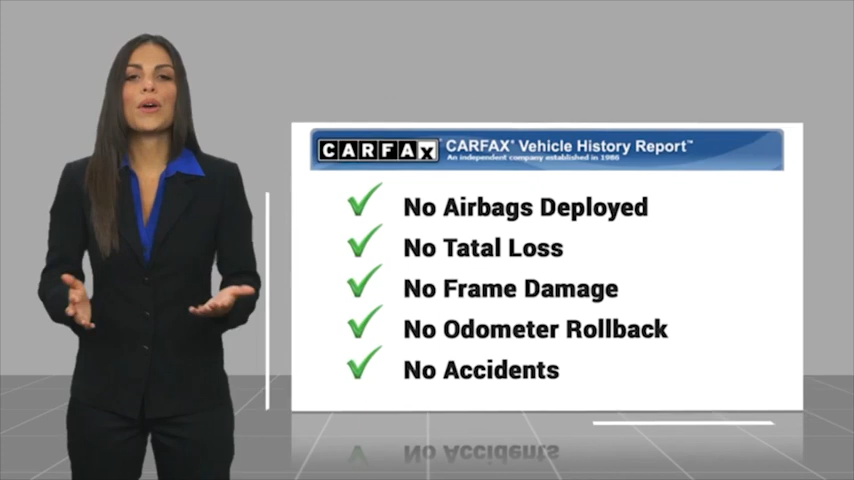 CARFAX CARFAX® Vehicle History Report™
An independent company established in 1986
No Airbags Deployed
No Tatal Loss
No Frame Damage
No Odometer Rollback
No Accidents
No Accidents